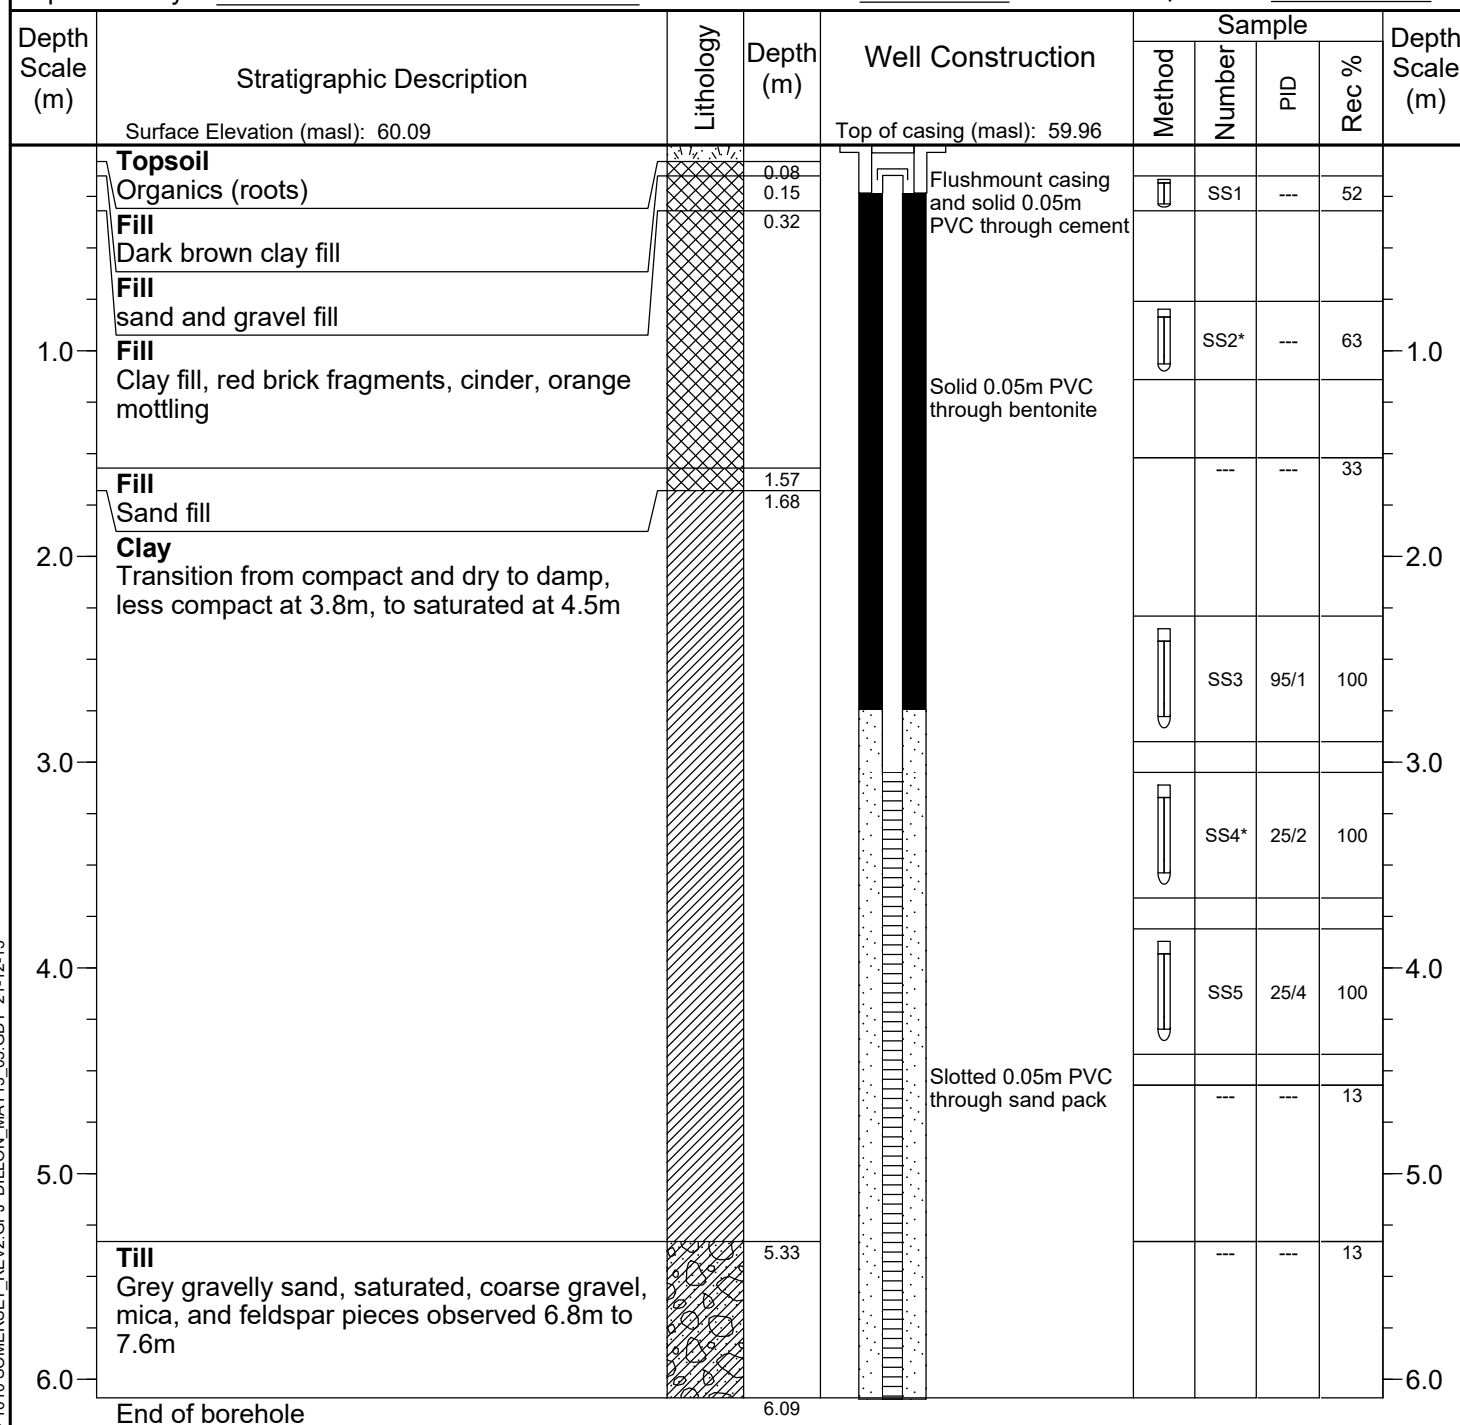 Sample
Depth
Scale
(m)
Stratigraphic Description
Surface Elevation (masl): 60.09
Lithology
Depth
(m)
Well Construction
Top of casing (masl): 59.96
Method
Number
PID
Rec %
Depth
Scale
(m)
Topsoil
Organics (roots)
0.08
Fill
Dark brown clay fill
0.15
Fill
sand and gravel fill
0.32
Fill
Clay fill, red brick fragments, cinder, orange
mottling
Fill
Sand fill
1.57
1.68
Clay
Transition from compact and dry to damp,
less compact at 3.8m, to saturated at 4.5m
Till
Grey gravelly sand, saturated, coarse gravel,
mica, and feldspar pieces observed 6.8m to
7.6m
5.33
End of borehole
6.09
Flushmount casing
and solid 0.05m
PVC through cement
Solid 0.05m PVC
through bentonite
Slotted 0.05m PVC
through sand pack
SS1 --- 52
SS2* --- 63
--- --- 33
SS3 95/1 100
SS4* 25/2 100
SS5 25/4 100
--- --- 13
--- --- 13
1.0
2.0
3.0
4.0
5.0
6.0
1.0
2.0
3.0
4.0
5.0
6.0